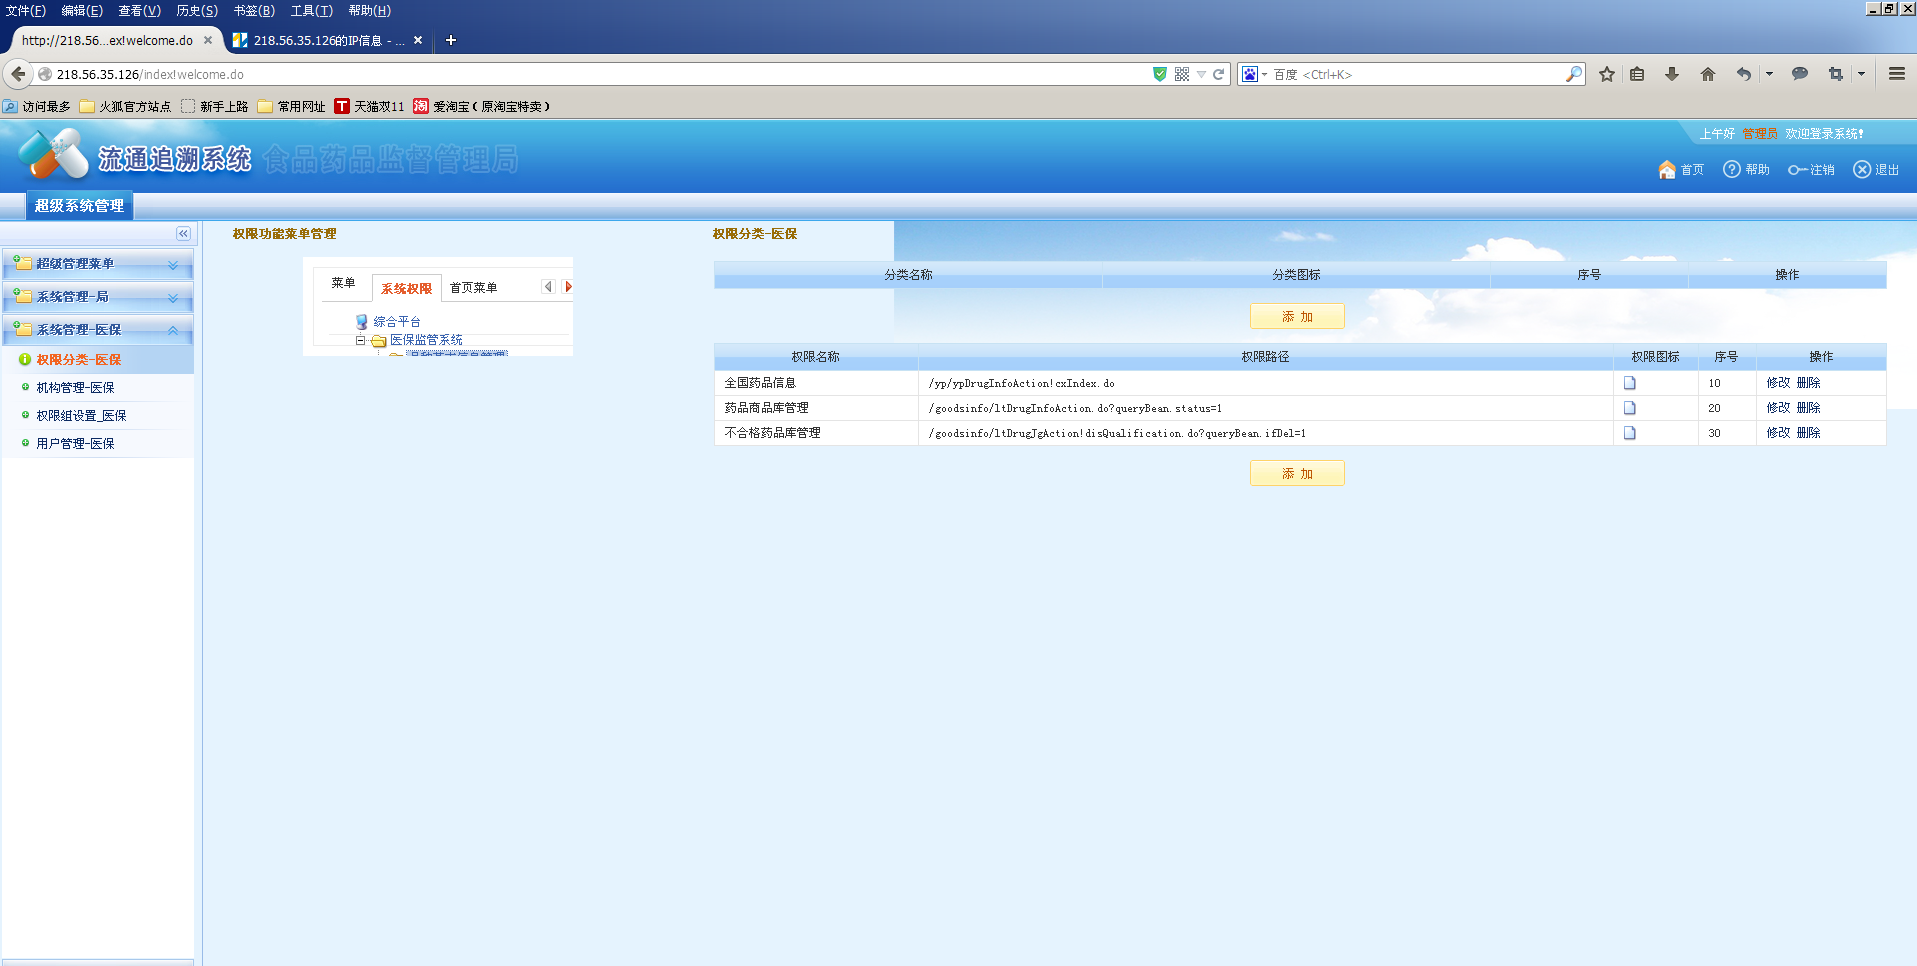 文件(F) 编辑(E) 查看(V) 历史(S) 书签(B) 工具(T) 帮助(H)
http://218.56...ex!welcome.do 218.56.35.126的IP信息 - ...
218.56.35.126/index!welcome.do
百度 <Ctrl+K>
访问最多 火狐官方站点 新手上路 常用网址 T 天猫双11 淘 爱淘宝（原淘宝特卖）
流通追溯系统 食品药品监督管理局
上午好 管理员 欢迎登录系统!
首页 帮助 注销 退出
超级系统管理
超级管理菜单
系统管理-局
系统管理-医保
权限分类-医保
机构管理-医保
权限组设置_医保
用户管理-医保
权限功能菜单管理
菜单 系统权限 首页菜单
综合平台
医保监管系统
权限分类-医保
分类名称 分类图标 序号 操作
添 加
权限名称 权限路径 权限图标 序号 操作
全国药品信息 /yp/ypDrugInfoAction!cxIndex.do 10 修改 删除
药品商品库管理 /goodsinfo/ltDrugInfoAction.do?queryBean.status=1 20 修改 删除
不合格药品库管理 /goodsinfo/ltDrugJgAction!disQualification.do?queryBean.ifDel=1 30 修改 删除
添 加